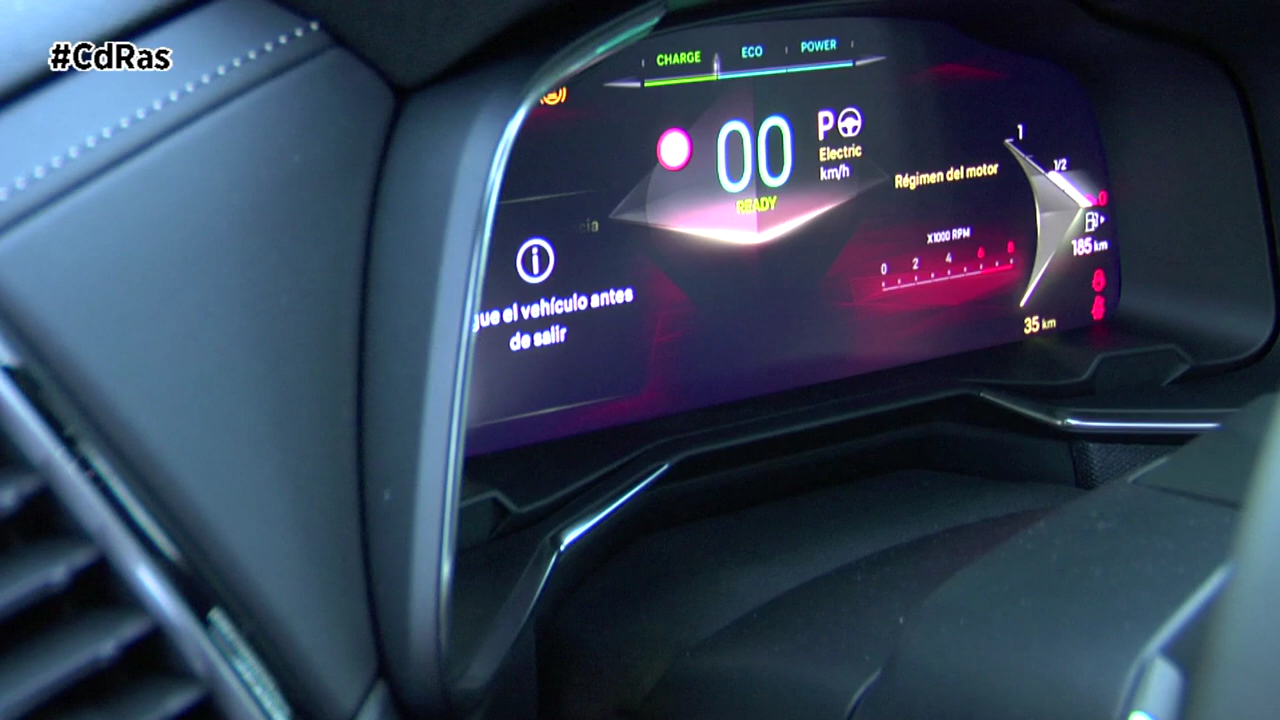 #CdRas
CHARGE ECO POWER
00
P
Electric
km/h
READY
Régimen del motor
X1000 RPM
0 2 4 6 8
1
1/2
0
185 km
35 km
el vehículo antes
de salir